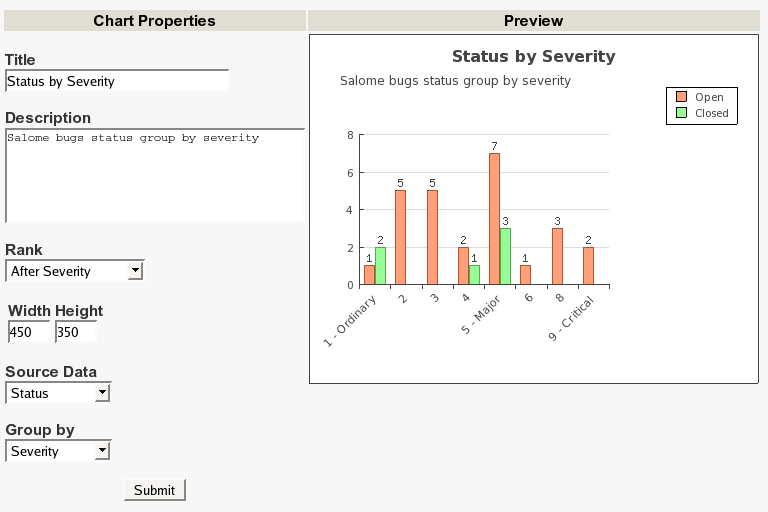 Chart Properties
Preview
Title
Status by Severity
Description
Salome bugs status group by severity
Rank
After Severity
Width Height
450 350
Source Data
Status
Group by
Severity
Submit
Status by Severity
Salome bugs status group by severity
Open
Closed
8
6
4
2
0
1 2 5 5 2 1 7 3 1 3 2
1 - Ordinary 2 3 4 5 - Major 6 8 9 - Critical